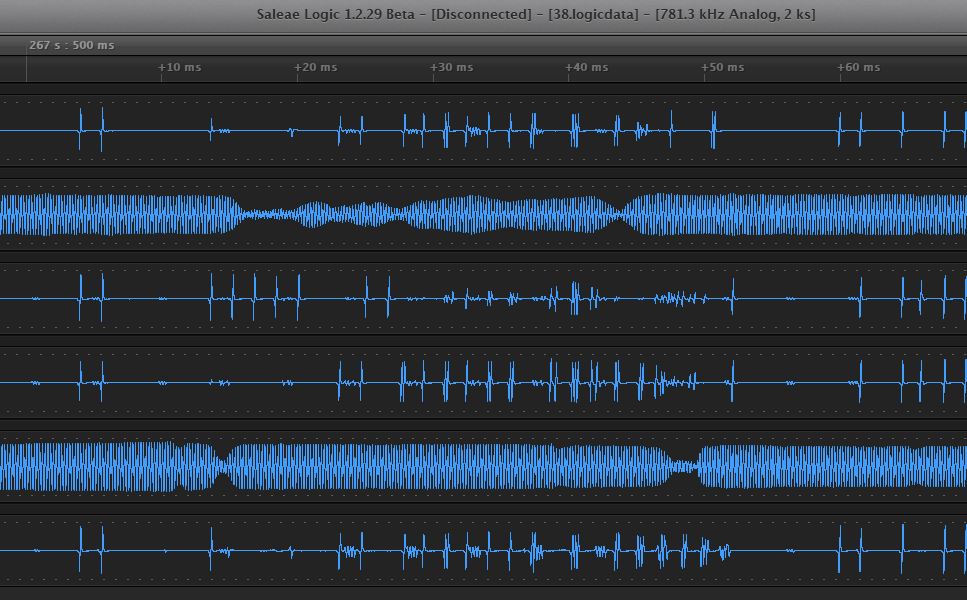 Saleae Logic 1.2.29 Beta - [Disconnected] - [38.logicdata] - [781.3 kHz Analog, 2 ks]
267 s : 500 ms
+10 ms +20 ms +30 ms +40 ms +50 ms +60 ms